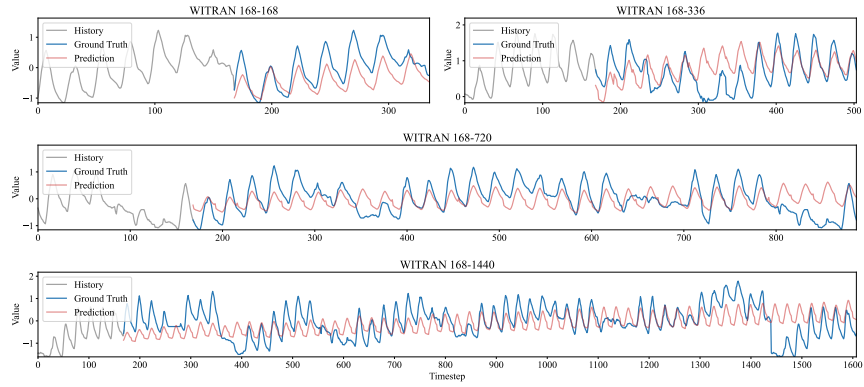 WITRAN 168-168
Value
1
0
−1
History
Ground Truth
Prediction
0
100
200
300
WITRAN 168-336
Value
2
1
0
History
Ground Truth
Prediction
0
100
200
300
400
500
WITRAN 168-720
Value
1
0
−1
History
Ground Truth
Prediction
0
100
200
300
400
500
600
700
800
WITRAN 168-1440
Value
2
1
0
−1
History
Ground Truth
Prediction
0
100
200
300
400
500
600
700
800
900
1000
1100
1200
1300
1400
1500
1600
Timestep